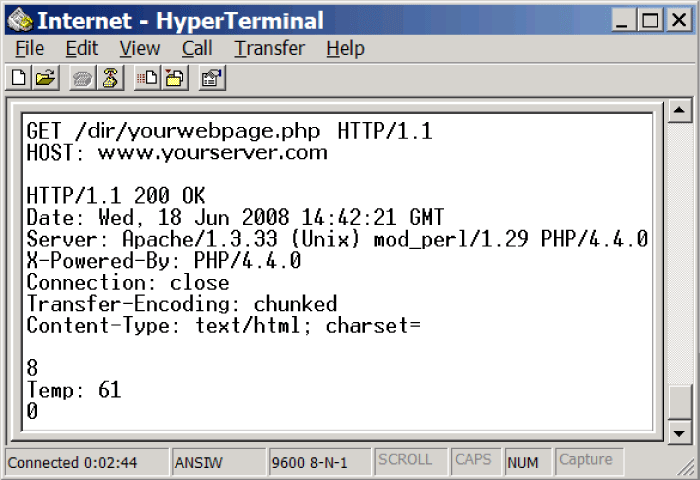 Internet - HyperTerminal
File Edit View Call Transfer Help
GET /dir/yourwebpage.php HTTP/1.1
HOST: www.yourserver.com
HTTP/1.1 200 OK
Date: Wed, 18 Jun 2008 14:42:21 GMT
Server: Apache/1.3.33 (Unix) mod_perl/1.29 PHP/4.4.0
X-Powered-By: PHP/4.4.0
Connection: close
Transfer-Encoding: chunked
Content-Type: text/html; charset=
8
Temp: 61
0
Connected 0:02:44 ANSIW 9600 8-N-1 SCROLL CAPS NUM Capture